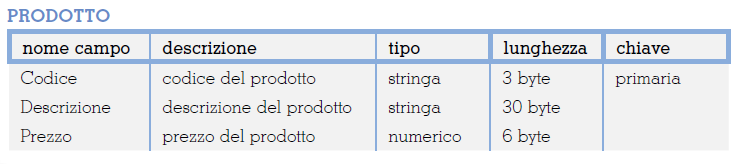 PRODOTTO
nome campo descrizione tipo lunghezza chiave
Codice codice del prodotto stringa 3 byte primaria
Descrizione descrizione del prodotto stringa 30 byte
Prezzo prezzo del prodotto numerico 6 byte